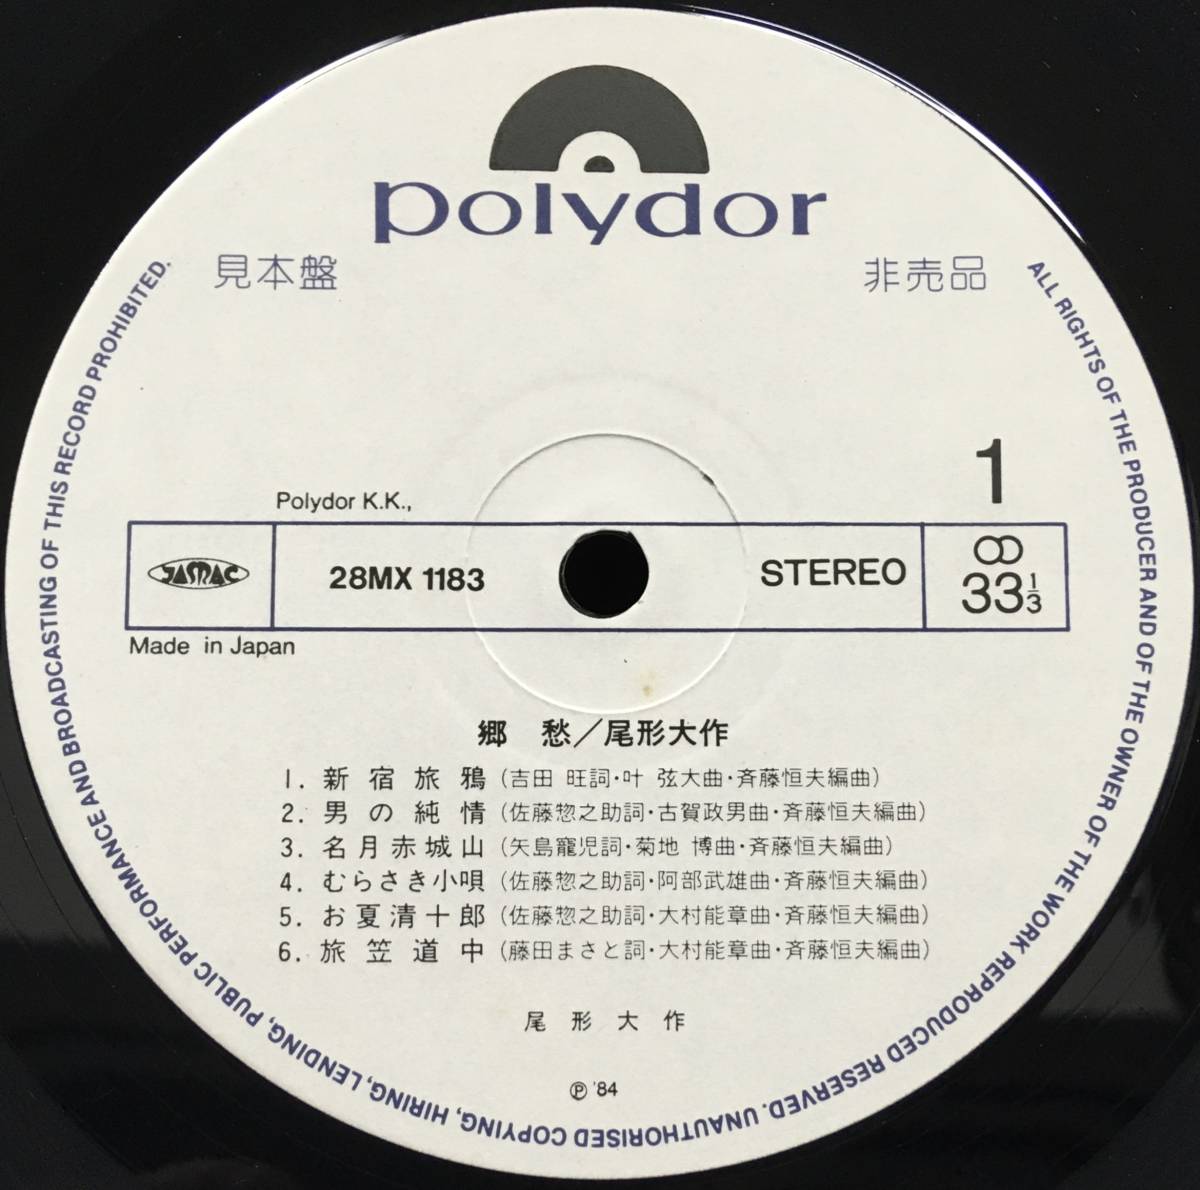 polydor
見本盤
非売品
1
Polydor K.K.,
JASRAC
28MX 1183
STEREO
33 1/3
Made in Japan
郷 愁／尾形大作
1. 新宿旅鴉 (吉田 旺詞・叶 弦大曲・斉藤恒夫編曲)
2. 男の純情 (佐藤惣之助詞・古賀政男曲・斉藤恒夫編曲)
3. 名月赤城山 (矢島寵児詞・菊地 博曲・斉藤恒夫編曲)
4. むらさき小唄 (佐藤惣之助詞・阿部武雄曲・斉藤恒夫編曲)
5. お夏清十郎 (佐藤惣之助詞・大村能章曲・斉藤恒夫編曲)
6. 旅笠道中 (藤田まさと詞・大村能章曲・斉藤恒夫編曲)
尾形大作
℗ '84
ALL RIGHTS OF THE PRODUCER AND OF THE OWNER OF THE WORK REPRODUCED RESERVED. UNAUTHORISED COPYING, HIRING, LENDING, PUBLIC PERFORMANCE AND BROADCASTING OF THIS RECORD PROHIBITED.